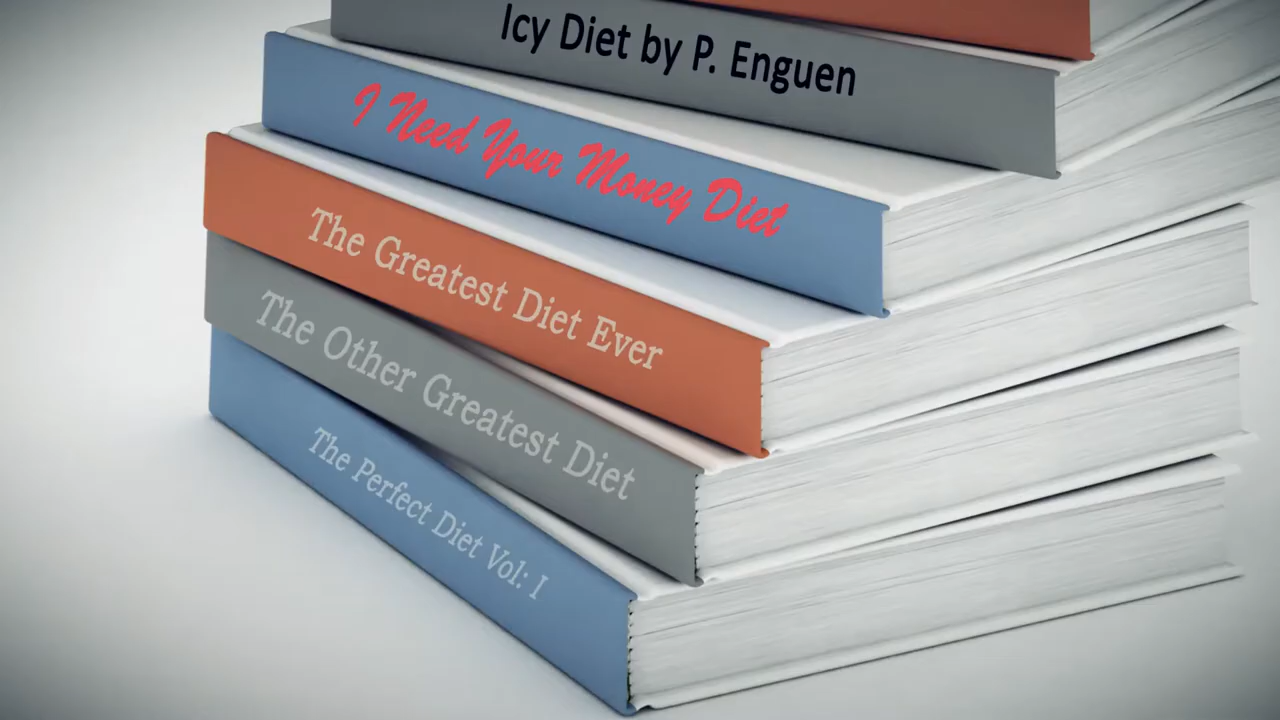 Icy Diet by P. Enguen
I Need Your Money Diet
The Greatest Diet Ever
The Other Greatest Diet
The Perfect Diet Vol: I